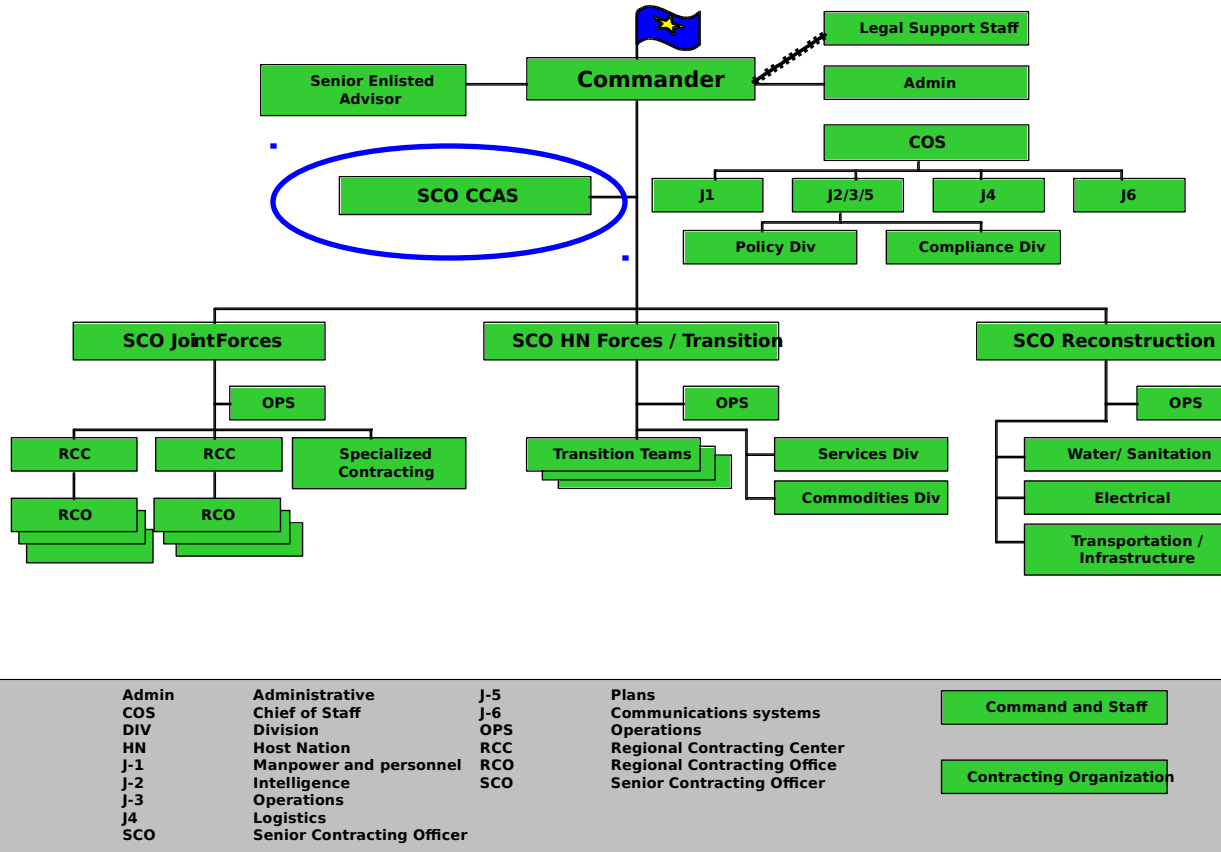 Legal Support Staff
Commander
Senior Enlisted
Advisor
Admin
COS
SCO CCAS
J1
J2/3/5
J4
J6
Policy Div
Compliance Div
SCO Joint Forces
SCO HN Forces / Transition
SCO Reconstruction
OPS
OPS
OPS
RCC
RCC
Specialized
Contracting
Transition Teams
Services Div
Water/ Sanitation
RCO
RCO
Commodities Div
Electrical
Transportation /
Infrastructure
Admin Administrative J-5 Plans
COS Chief of Staff J-6 Communications systems
DIV Division OPS Operations
HN Host Nation RCC Regional Contracting Center
J-1 Manpower and personnel RCO Regional Contracting Office
J-2 Intelligence SCO Senior Contracting Officer
J-3 Operations
J4 Logistics
SCO Senior Contracting Officer
Command and Staff
Contracting Organization